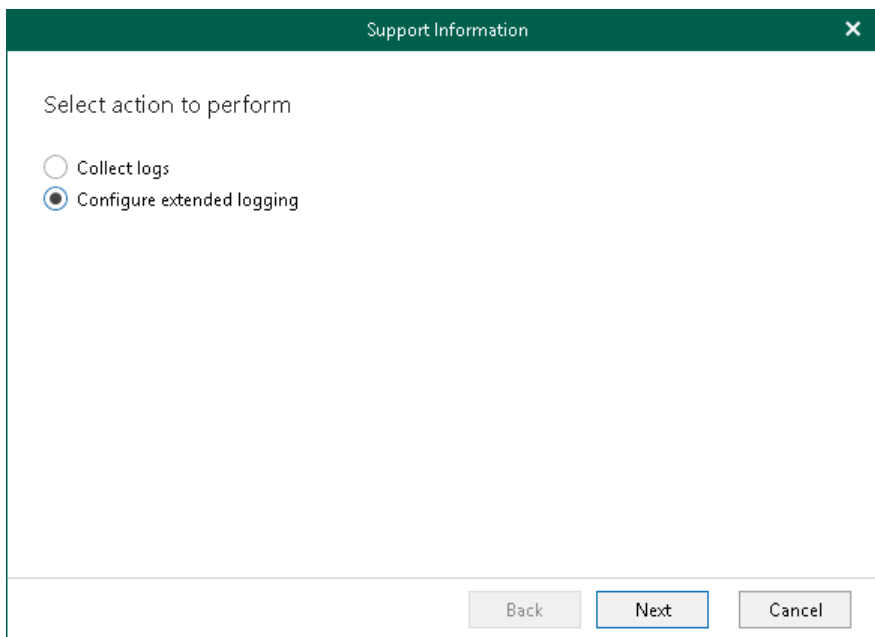 Support Information
Select action to perform
Collect logs
Configure extended logging
Back Next Cancel